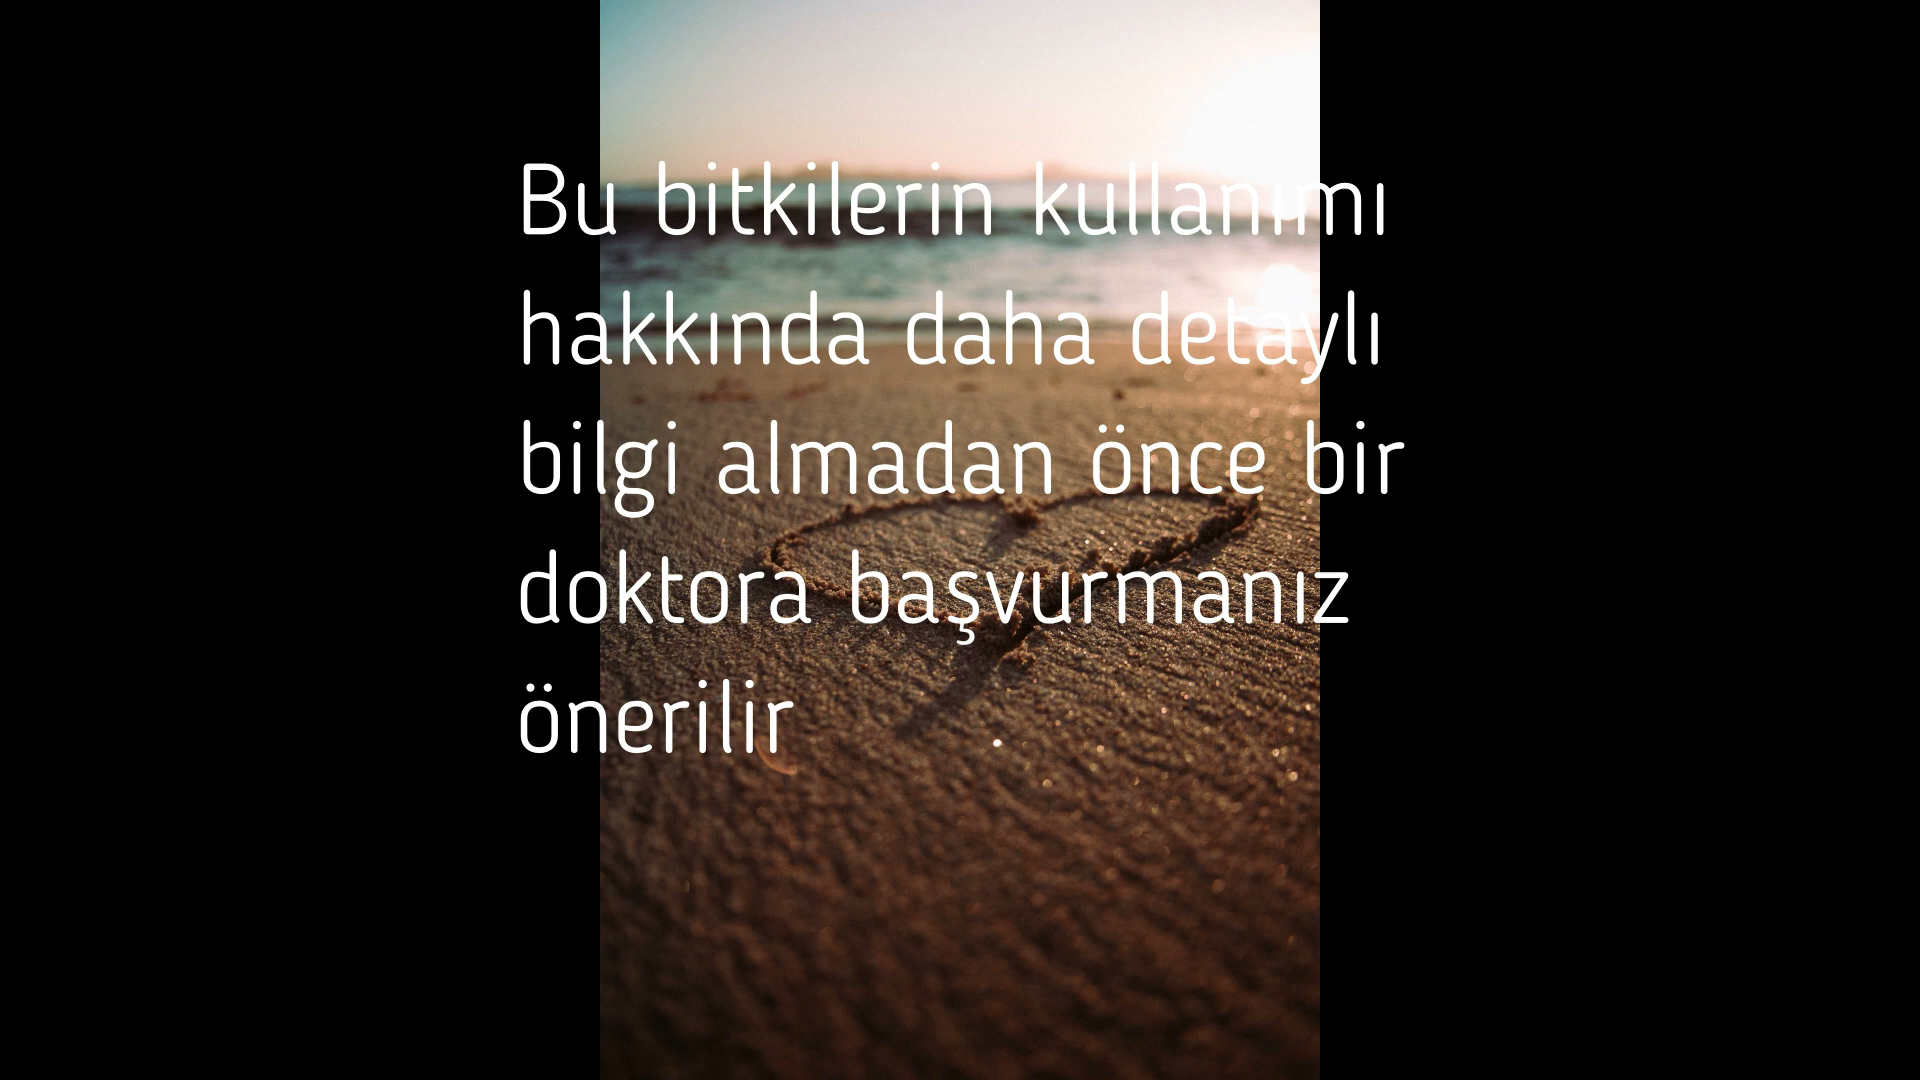 Bu bitkilerin kullanımı
hakkında daha detaylı
bilgi almadan önce bir
doktora başvurmanız
önerilir